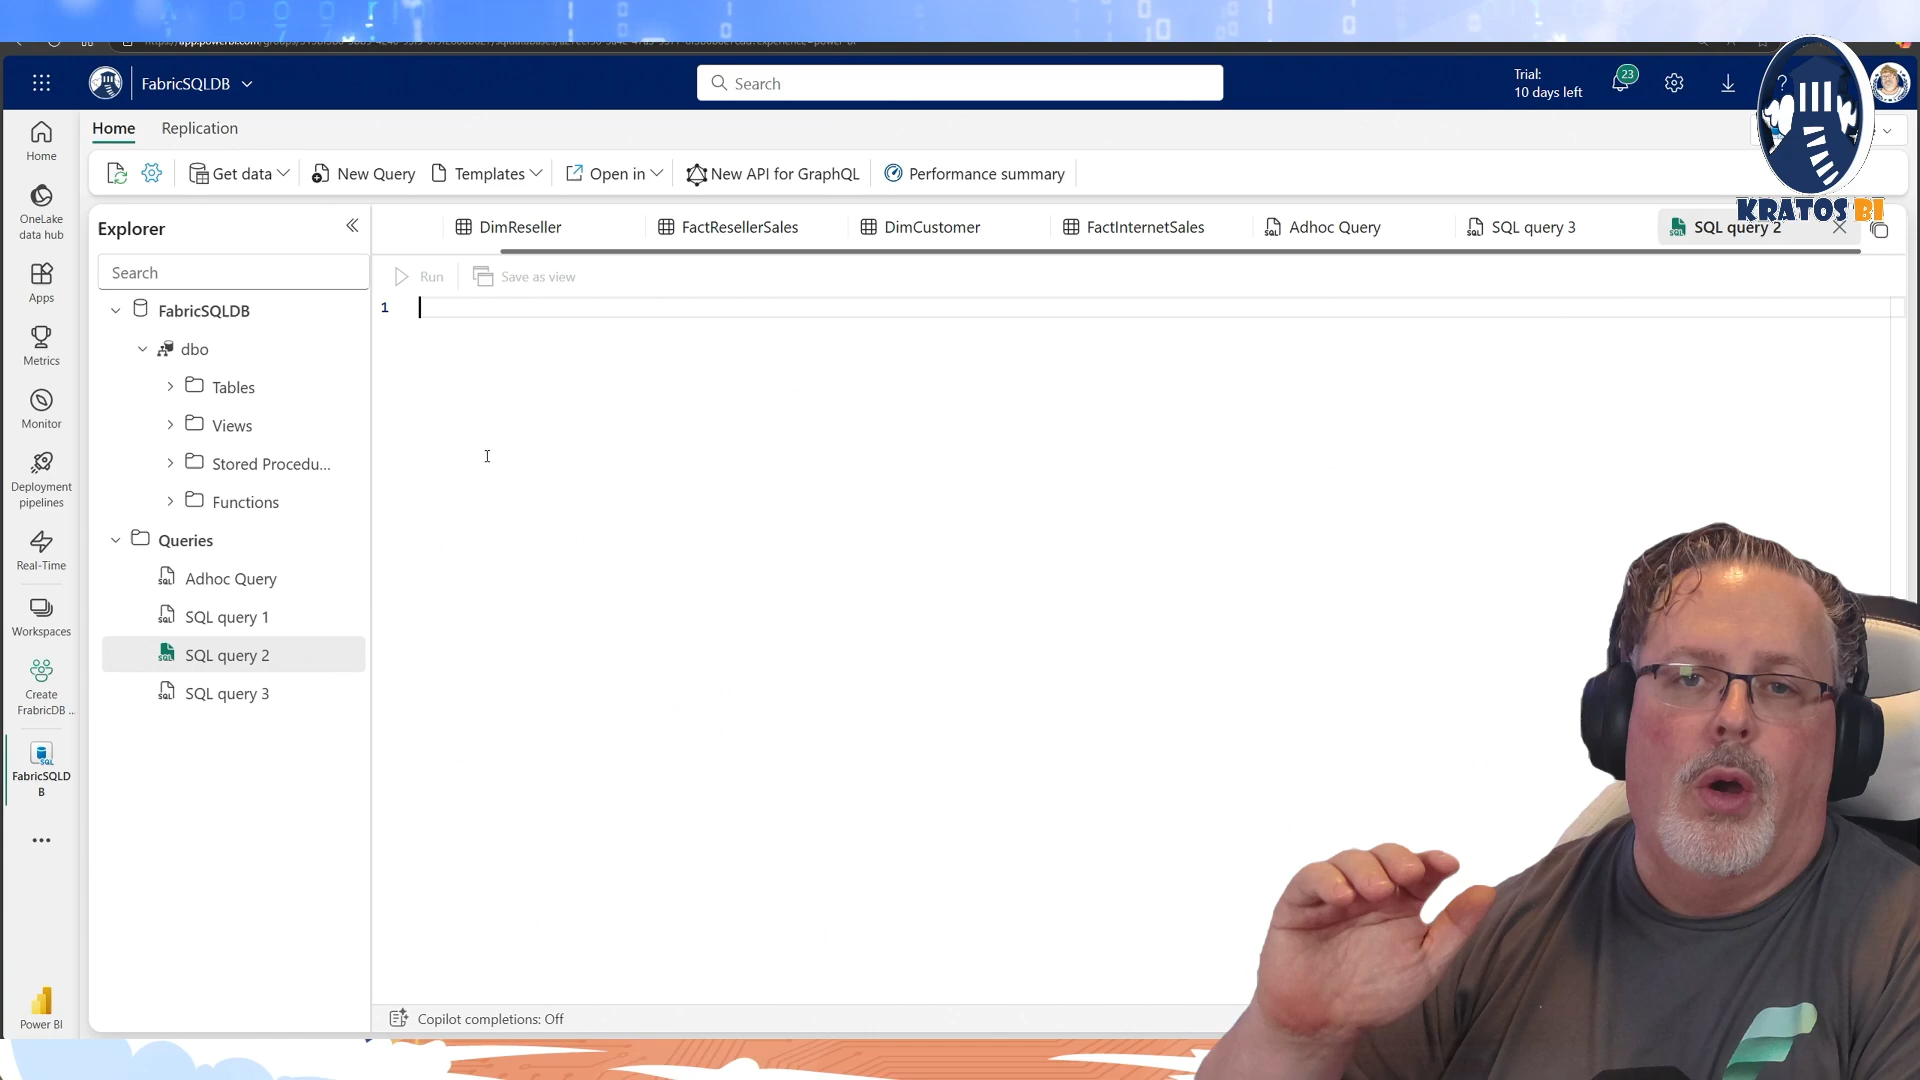 FabricSQLDB
Search
Trial:
10 days left
23
?
Home
Replication
Get data
New Query
Templates
Open in
New API for GraphQL
Performance summary
KRATOS BI
Home
OneLake
data hub
Apps
Metrics
Monitor
Deployment
pipelines
Real-Time
Workspaces
Create
FrabricDB ...
FabricSQLD
B
Power BI
Explorer
Search
FabricSQLDB
dbo
Tables
Views
Stored Procedu...
Functions
Queries
Adhoc Query
SQL query 1
SQL query 2
SQL query 3
DimReseller
FactResellerSales
DimCustomer
FactInternetSales
Adhoc Query
SQL query 3
SQL query 2
Run
Save as view
1
Copilot completions: Off